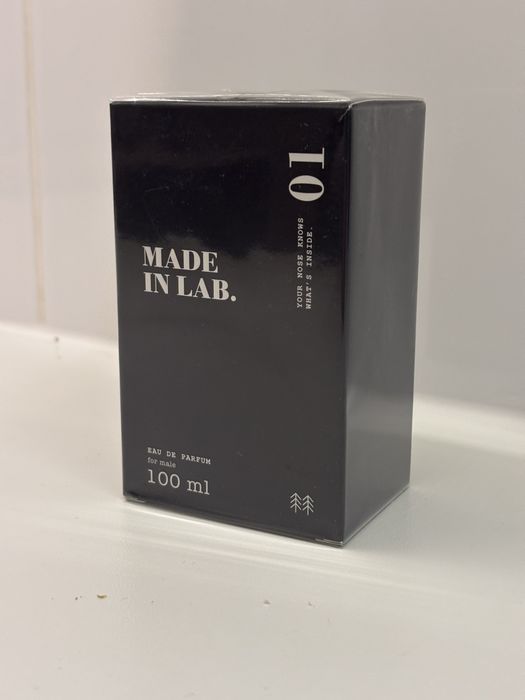 MADE
IN LAB.
01
YOUR NOSE KNOWS
WHAT'S INSIDE.
EAU DE PARFUM
for male
100 ml